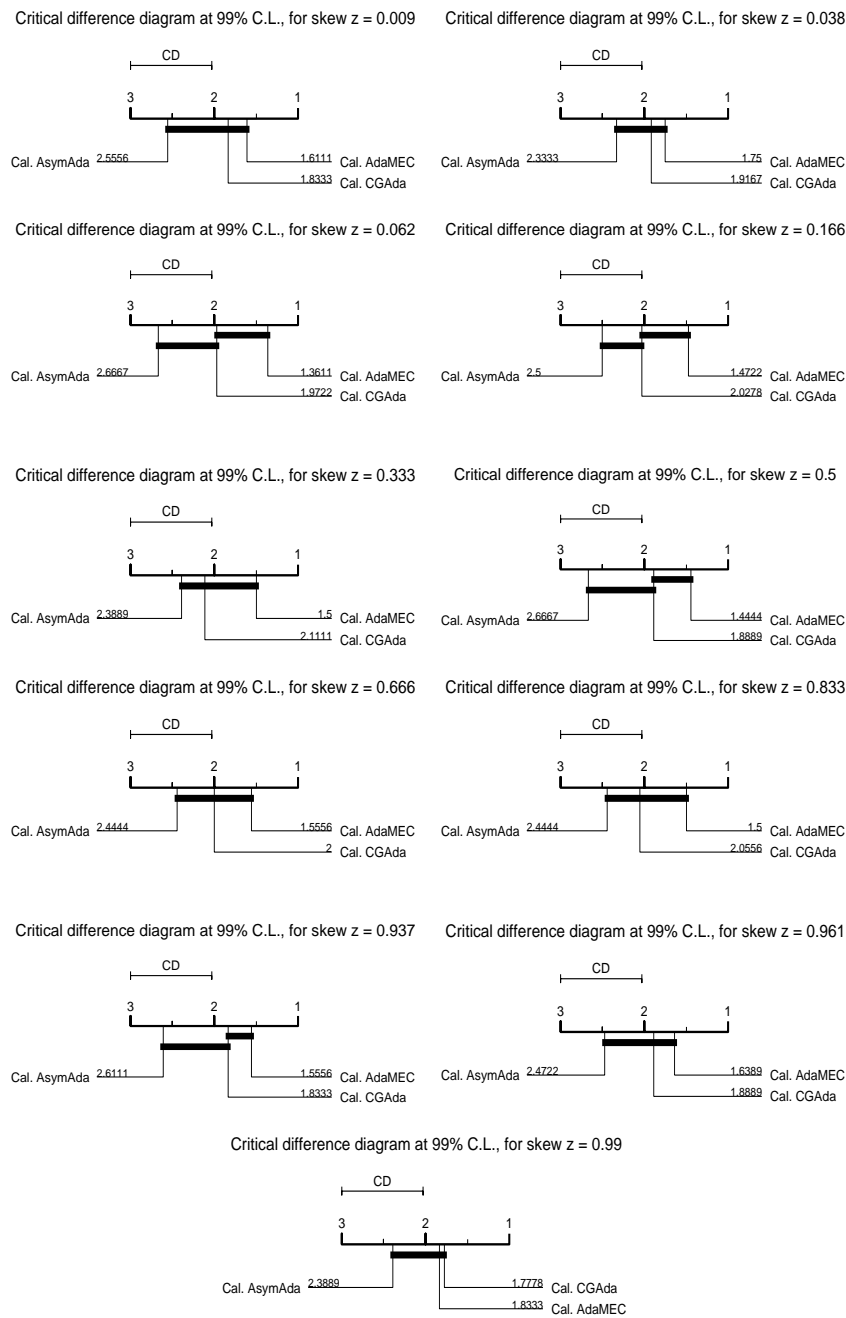 Critical difference diagram at 99% C.L., for skew z = 0.009
CD
3 2 1
Cal. AsymAda 2.5556 1.6111 Cal. AdaMEC
1.8333 Cal. CGAda
Critical difference diagram at 99% C.L., for skew z = 0.038
CD
3 2 1
Cal. AsymAda 2.3333 1.75 Cal. AdaMEC
1.9167 Cal. CGAda
Critical difference diagram at 99% C.L., for skew z = 0.062
CD
3 2 1
Cal. AsymAda 2.6667 1.3611 Cal. AdaMEC
1.9722 Cal. CGAda
Critical difference diagram at 99% C.L., for skew z = 0.166
CD
3 2 1
Cal. AsymAda 2.5 1.4722 Cal. AdaMEC
2.0278 Cal. CGAda
Critical difference diagram at 99% C.L., for skew z = 0.333
CD
3 2 1
Cal. AsymAda 2.3889 1.5 Cal. AdaMEC
2.1111 Cal. CGAda
Critical difference diagram at 99% C.L., for skew z = 0.5
CD
3 2 1
Cal. AsymAda 2.6667 1.4444 Cal. AdaMEC
1.8889 Cal. CGAda
Critical difference diagram at 99% C.L., for skew z = 0.666
CD
3 2 1
Cal. AsymAda 2.4444 1.5556 Cal. AdaMEC
2 Cal. CGAda
Critical difference diagram at 99% C.L., for skew z = 0.833
CD
3 2 1
Cal. AsymAda 2.4444 1.5 Cal. AdaMEC
2.0556 Cal. CGAda
Critical difference diagram at 99% C.L., for skew z = 0.937
CD
3 2 1
Cal. AsymAda 2.6111 1.5556 Cal. AdaMEC
1.8333 Cal. CGAda
Critical difference diagram at 99% C.L., for skew z = 0.961
CD
3 2 1
Cal. AsymAda 2.4722 1.6389 Cal. AdaMEC
1.8889 Cal. CGAda
Critical difference diagram at 99% C.L., for skew z = 0.99
CD
3 2 1
Cal. AsymAda 2.3889 1.7778 Cal. CGAda
1.8333 Cal. AdaMEC